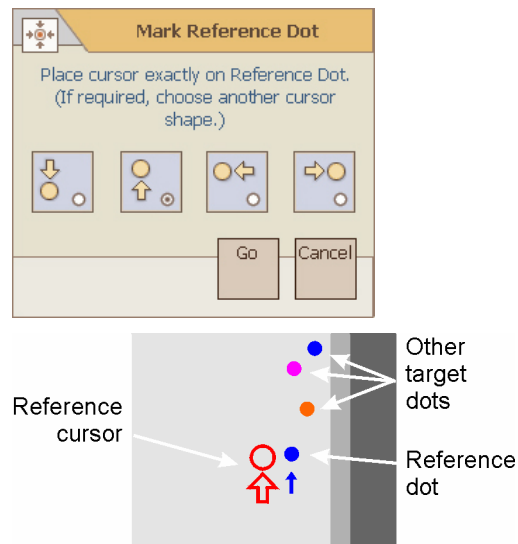 Mark Reference Dot
Place cursor exactly on Reference Dot.
(If required, choose another cursor
shape.)
Go
Cancel
Other
target
dots
Reference
cursor
Reference
dot